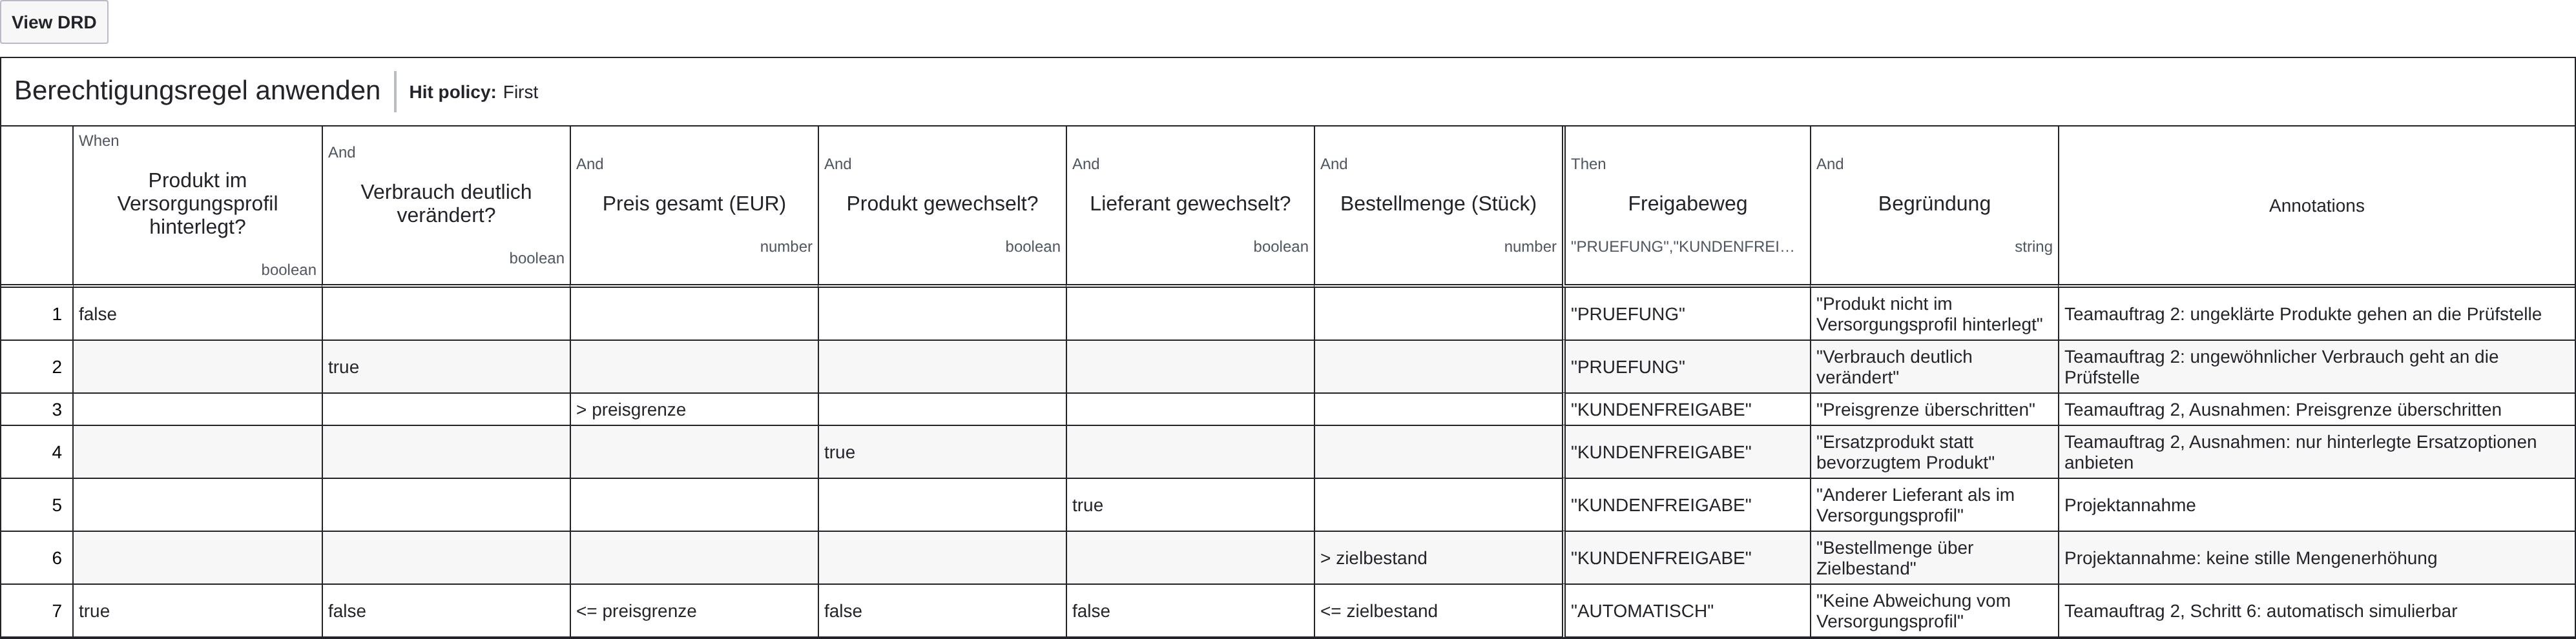 View DRD
Berechtigungsregel anwenden Hit policy: First
When
Produkt im
Versorgungsprofil
hinterlegt?
boolean
And
Verbrauch deutlich
verändert?
boolean
And
Preis gesamt (EUR)
number
And
Produkt gewechselt?
boolean
And
Lieferant gewechselt?
boolean
And
Bestellmenge (Stück)
number
Then
Freigabeweg
"PRUEFUNG","KUNDENFREI…
And
Begründung
string
Annotations
1 false "PRUEFUNG" "Produkt nicht im
Versorgungsprofil hinterlegt" Teamauftrag 2: ungeklärte Produkte gehen an die Prüfstelle
2 true "PRUEFUNG" "Verbrauch deutlich
verändert" Teamauftrag 2: ungewöhnlicher Verbrauch geht an die
Prüfstelle
3 > preisgrenze "KUNDENFREIGABE" "Preisgrenze überschritten" Teamauftrag 2, Ausnahmen: Preisgrenze überschritten
4 true "KUNDENFREIGABE" "Ersatzprodukt statt
bevorzugtem Produkt" Teamauftrag 2, Ausnahmen: nur hinterlegte Ersatzoptionen
anbieten
5 true "KUNDENFREIGABE" "Anderer Lieferant als im
Versorgungsprofil" Projektannahme
6 > zielbestand "KUNDENFREIGABE" "Bestellmenge über
Zielbestand" Projektannahme: keine stille Mengenerhöhung
7 true false <= preisgrenze false false <= zielbestand "AUTOMATISCH" "Keine Abweichung vom
Versorgungsprofil" Teamauftrag 2, Schritt 6: automatisch simulierbar